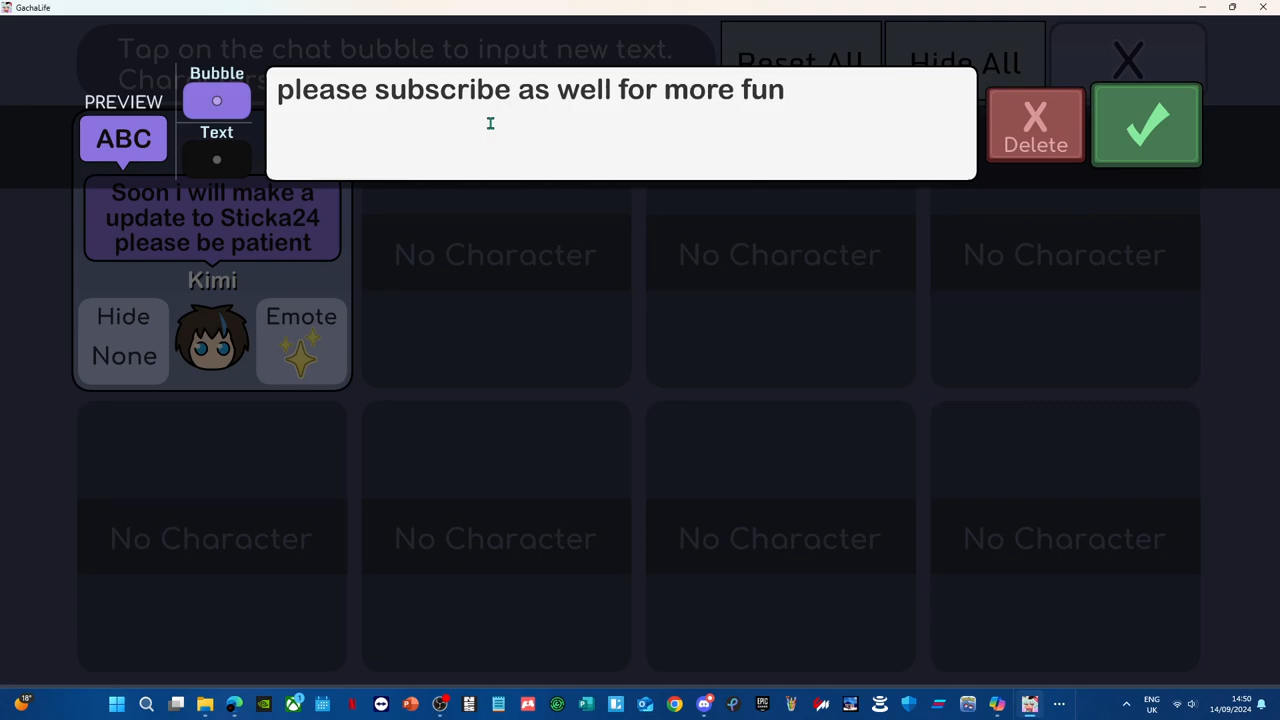 GachaLife
Tap on the chat bubble to input new text.
Reset All
Hide All
X
Bubble
PREVIEW
ABC
Text
please subscribe as well for more fun
X
Delete
Soon i will make a
update to Sticka24
please be patient
Kimi
Hide
None
Emote
No Character
No Character
No Character
No Character
No Character
No Character
No Character
18°
1
ENG
UK
14:50
14/09/2024